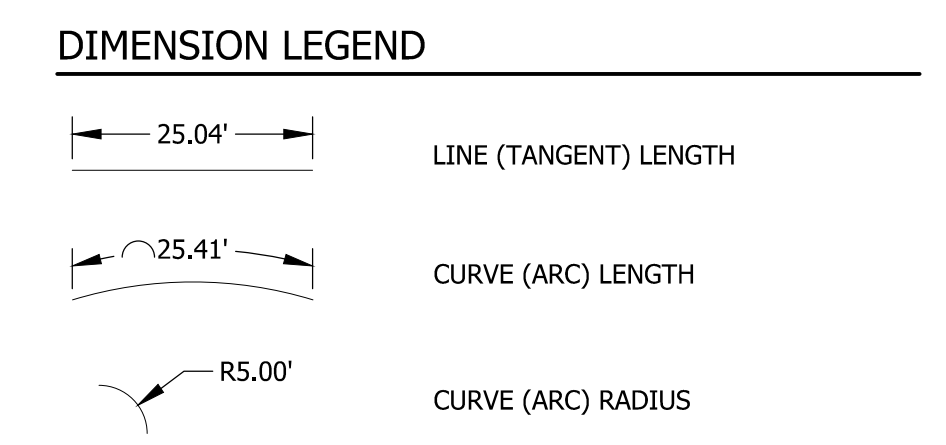 DIMENSION LEGEND
25.04'
LINE (TANGENT) LENGTH
25.41'
CURVE (ARC) LENGTH
R5.00'
CURVE (ARC) RADIUS